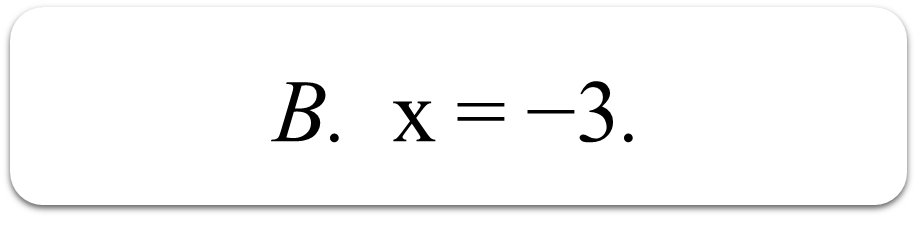 B. x = −3.